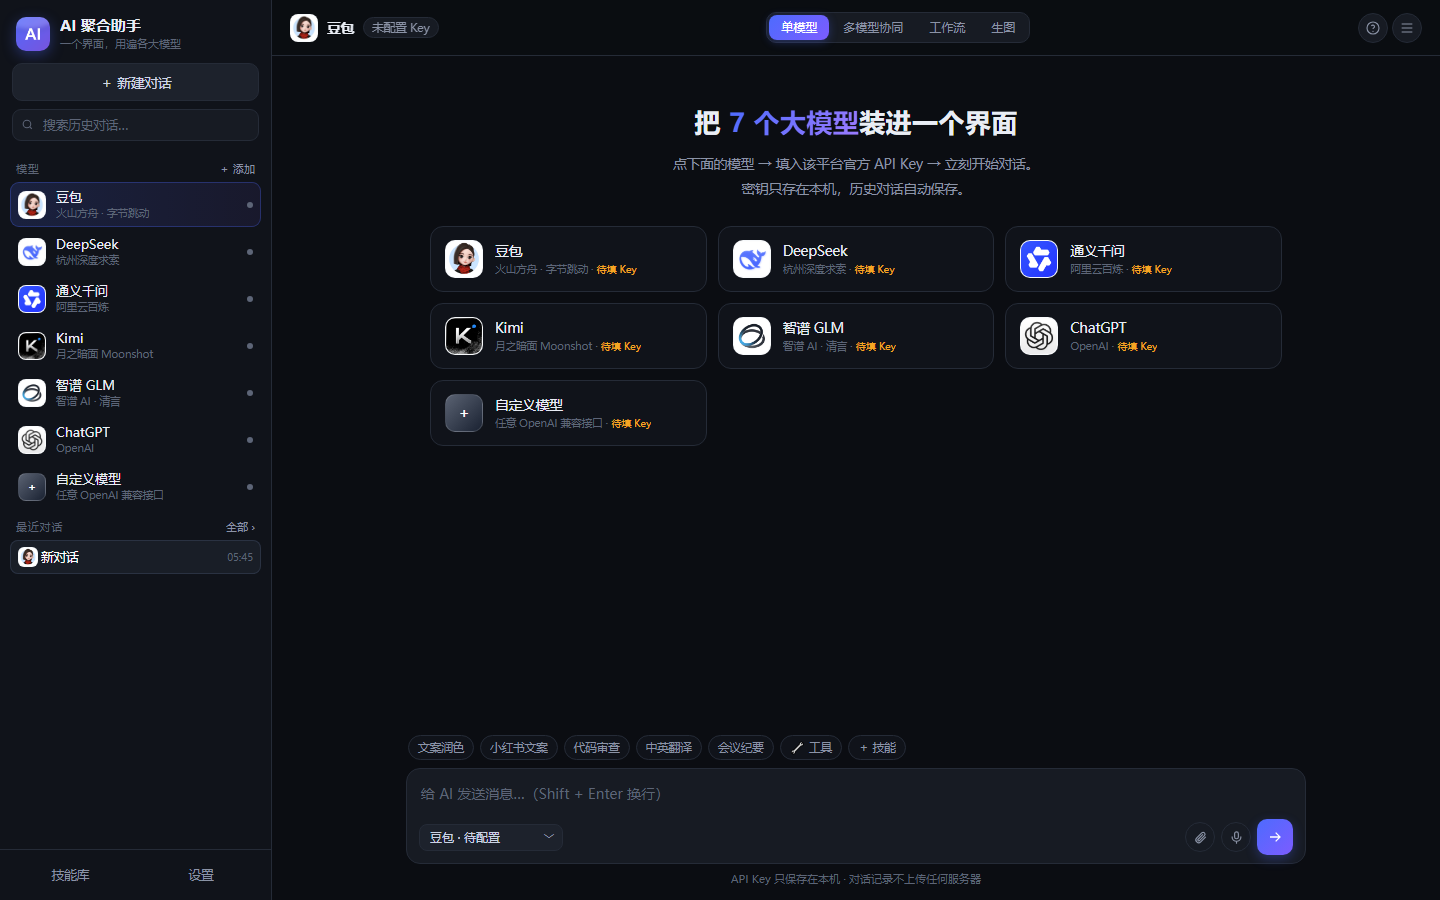 AI
AI 聚合助手
一个界面，用遍各大模型
+ 新建对话
搜索历史对话...
模型
+ 添加
豆包
火山方舟 · 字节跳动
DeepSeek
杭州深度求索
通义千问
阿里云百炼
Kimi
月之暗面 Moonshot
智谱 GLM
智谱 AI · 清言
ChatGPT
OpenAI
+
自定义模型
任意 OpenAI 兼容接口
最近对话
全部 ›
新对话
05:45
技能库
设置
豆包
未配置 Key
单模型
多模型协同
工作流
生图
把 7 个大模型装进一个界面
点下面的模型 → 填入该平台官方 API Key → 立刻开始对话。
密钥只存在本机，历史对话自动保存。
豆包
火山方舟 · 字节跳动 · 待填 Key
DeepSeek
杭州深度求索 · 待填 Key
通义千问
阿里云百炼 · 待填 Key
Kimi
月之暗面 Moonshot · 待填 Key
智谱 GLM
智谱 AI · 清言 · 待填 Key
ChatGPT
OpenAI · 待填 Key
+
自定义模型
任意 OpenAI 兼容接口 · 待填 Key
文案润色
小红书文案
代码审查
中英翻译
会议纪要
工具
+ 技能
给 AI 发送消息...（Shift + Enter 换行）
豆包 · 待配置
API Key 只保存在本机 · 对话记录不上传任何服务器